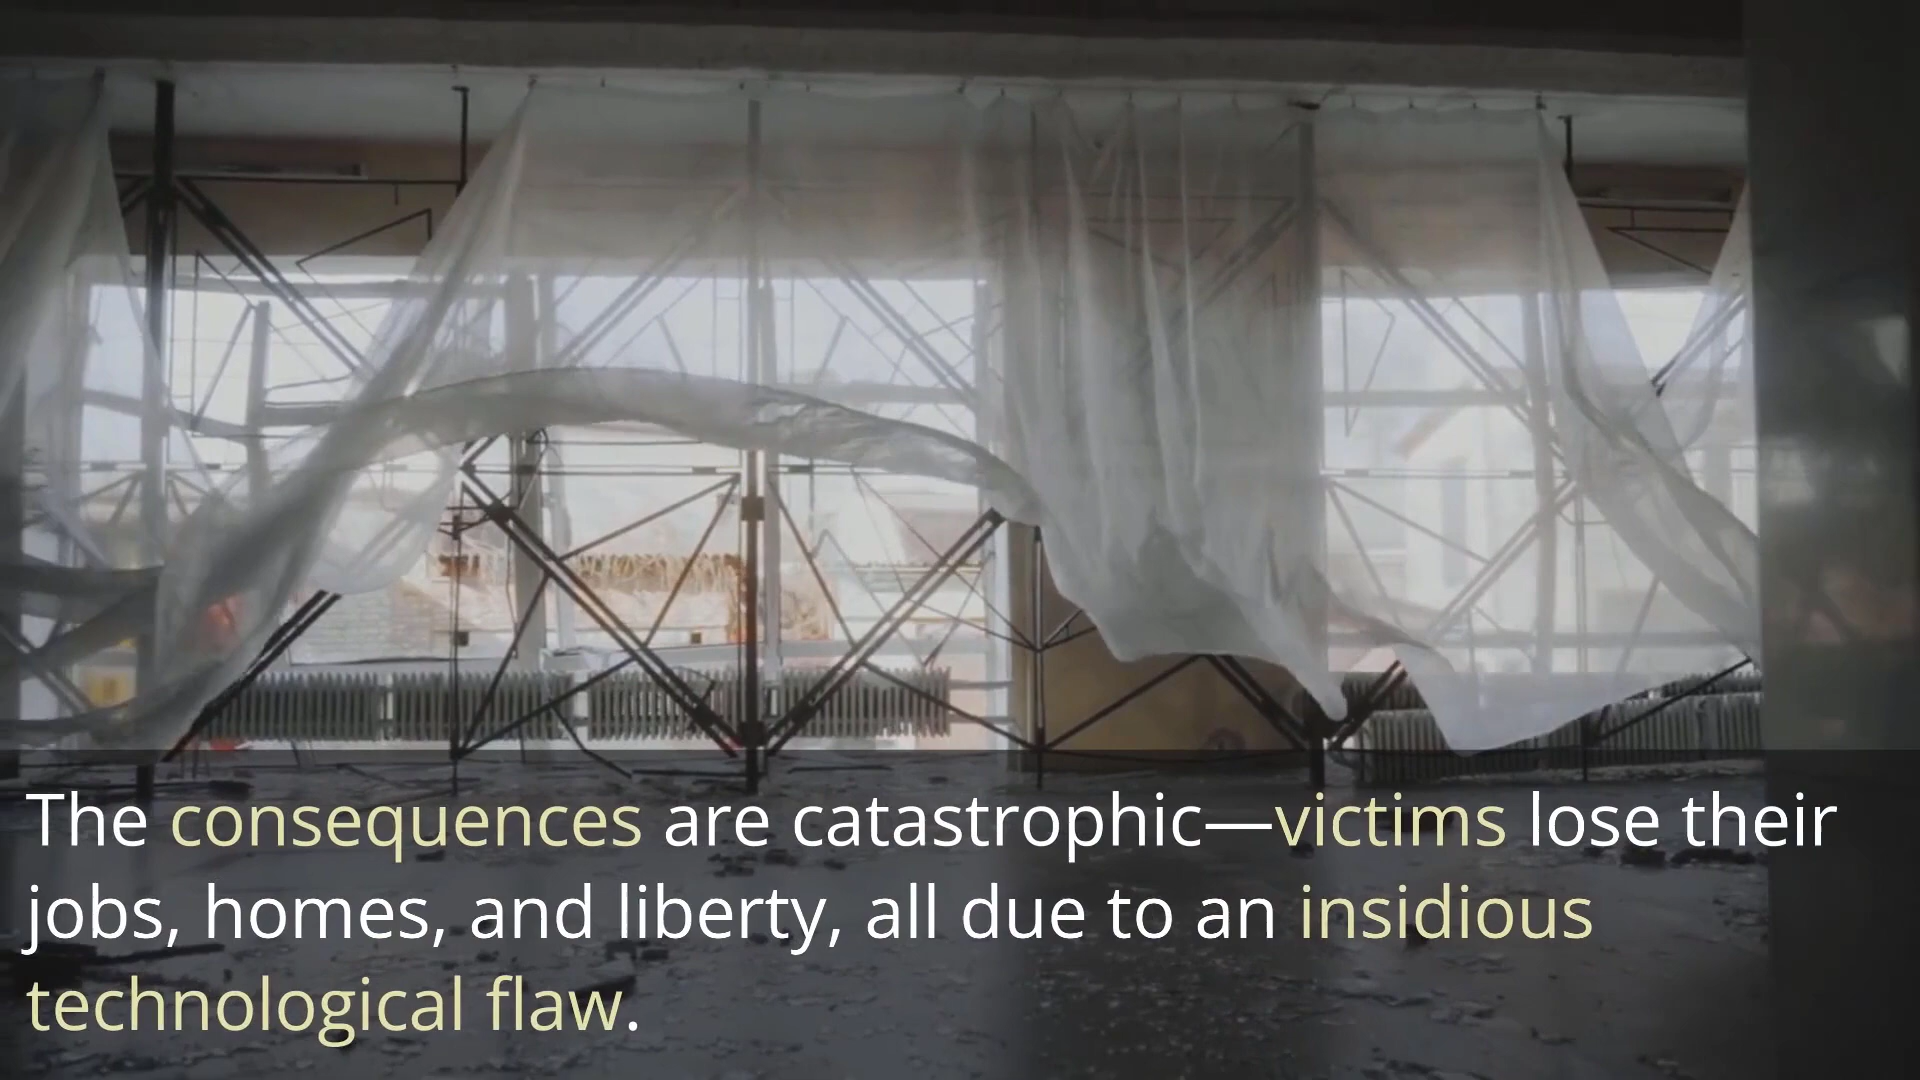 The consequences are catastrophic—victims lose their
jobs, homes, and liberty, all due to an insidious
technological flaw.